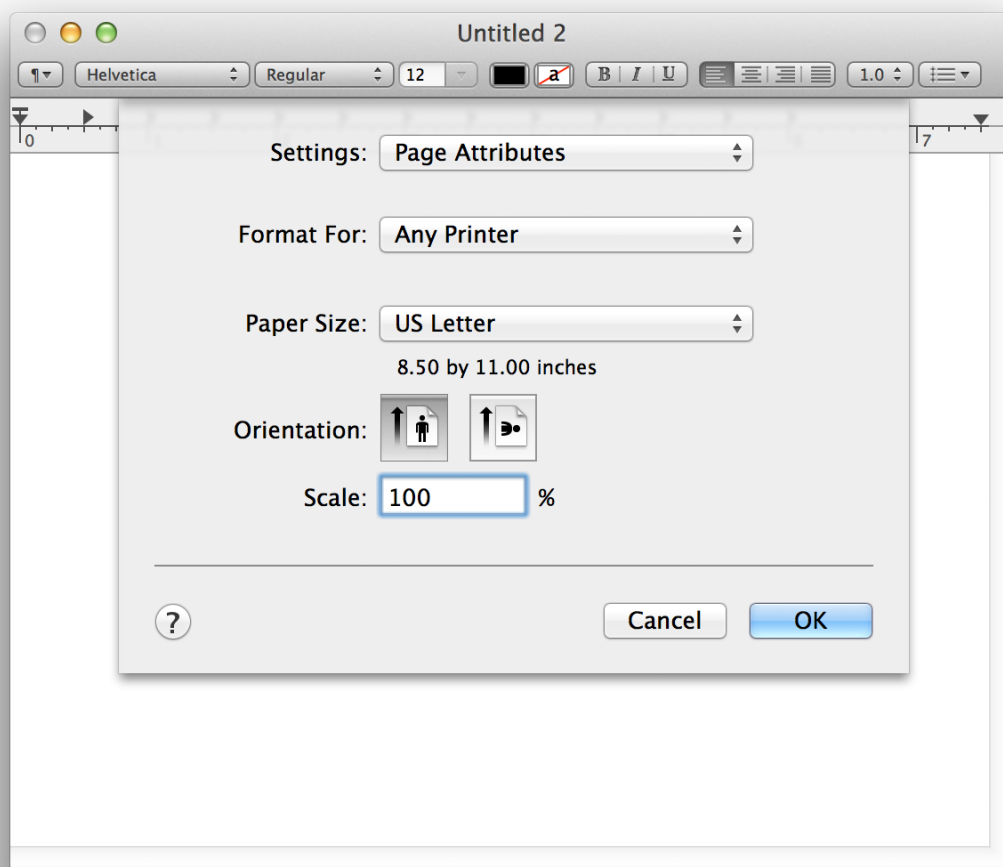 Untitled 2
¶ Helvetica Regular 12 a B I U 1.0
0 7
Settings: Page Attributes
Format For: Any Printer
Paper Size: US Letter
8.50 by 11.00 inches
Orientation:
Scale: 100 %
? Cancel OK